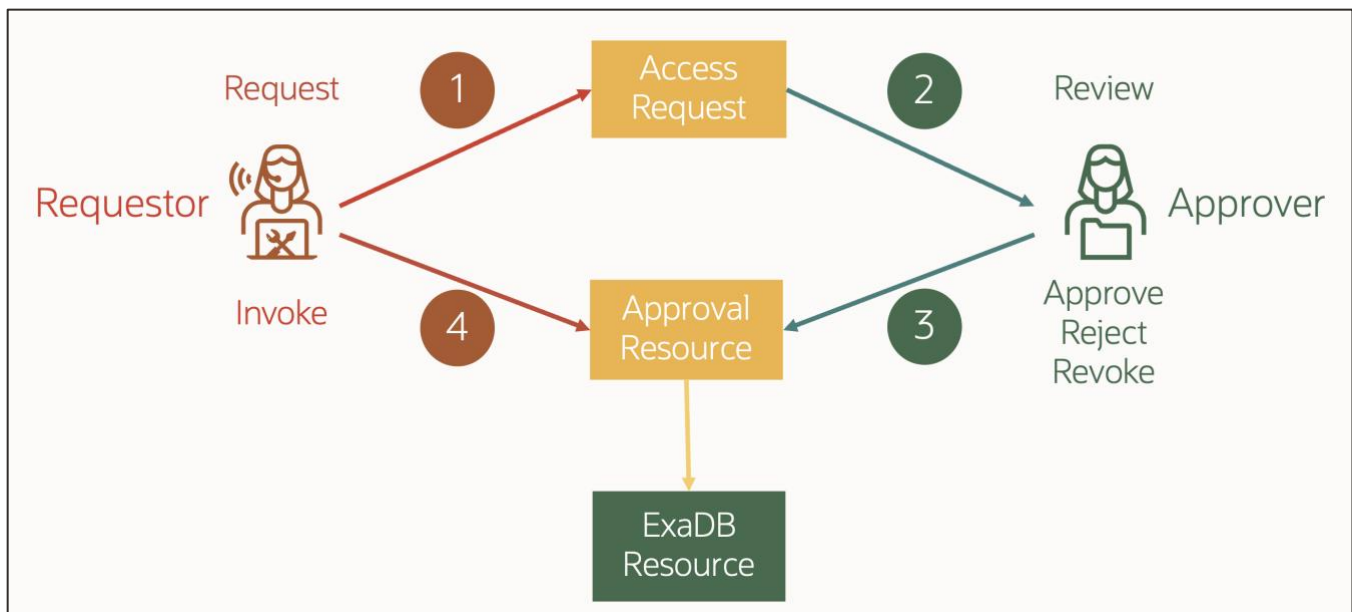 Request
1
Access
Request
2
Review
Requestor
Approver
Invoke
4
Approval
Resource
3
Approve
Reject
Revoke
ExaDB
Resource